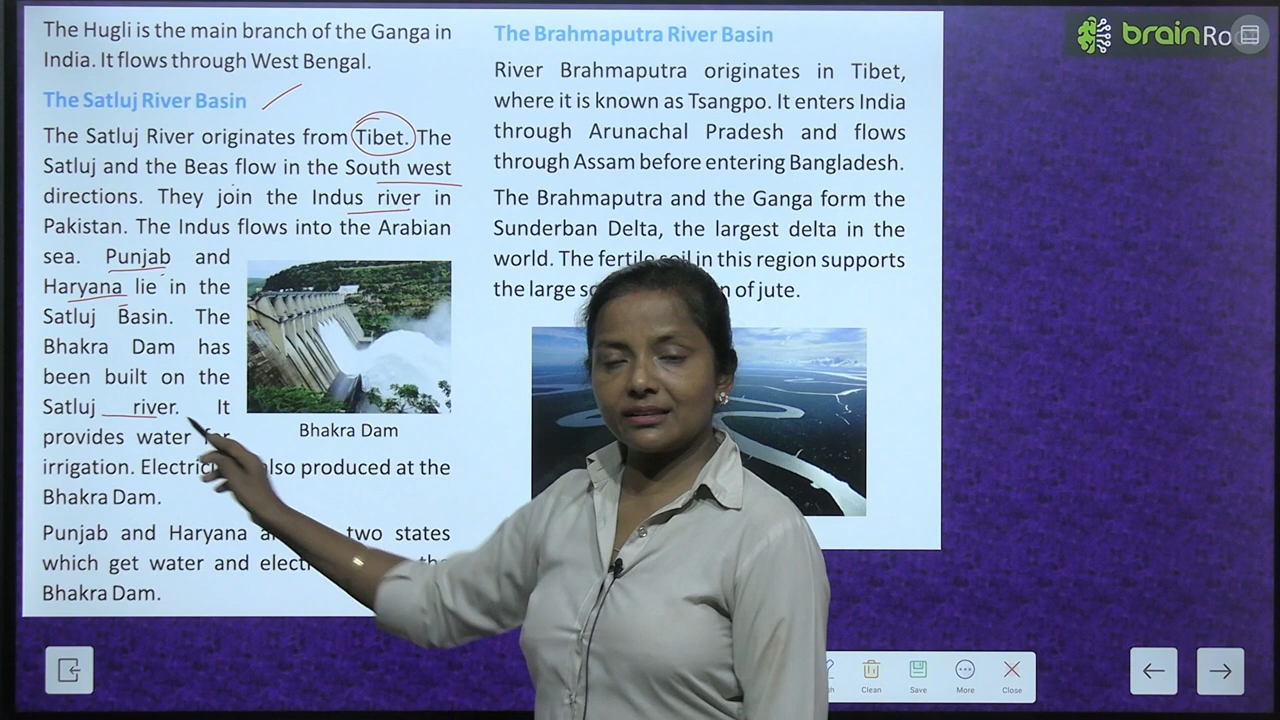 The Hugli is the main branch of the Ganga in
India. It flows through West Bengal.
The Satluj River Basin
The Satluj River originates from Tibet. The
Satluj and the Beas flow in the South west
directions. They join the Indus river in
Pakistan. The Indus flows into the Arabian
sea. Punjab and
Haryana lie in the
Satluj Basin. The
Bhakra Dam has
been built on the
Satluj river. It
provides water for
irrigation. also produced at the
Bhakra Dam.
Bhakra Dam
Punjab and Haryana two states
which get water and the
Bhakra Dam.
The Brahmaputra River Basin
River Brahmaputra originates in Tibet,
where it is known as Tsangpo. It enters India
through Arunachal Pradesh and flows
through Assam before entering Bangladesh.
The Brahmaputra and the Ganga form the
Sunderban Delta, the largest delta in the
world. The fertile soil in this region supports
the large of jute.
brain Ro
Clean
Save
More
Close